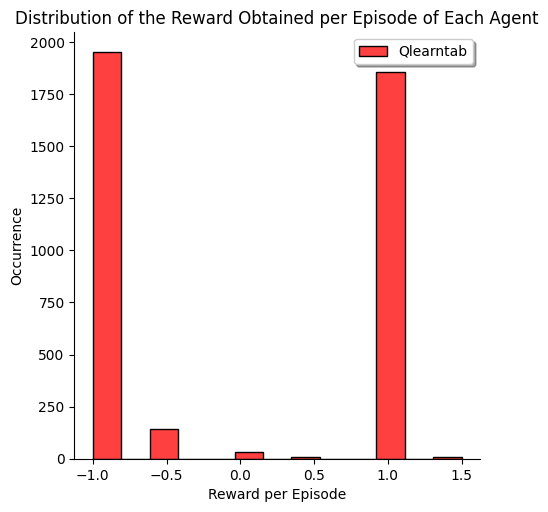 Distribution of the Reward Obtained per Episode of Each Agent
Qlearntab
2000
1750
1500
1250
1000
750
500
250
0
Occurrence
−1.0 −0.5 0.0 0.5 1.0 1.5
Reward per Episode